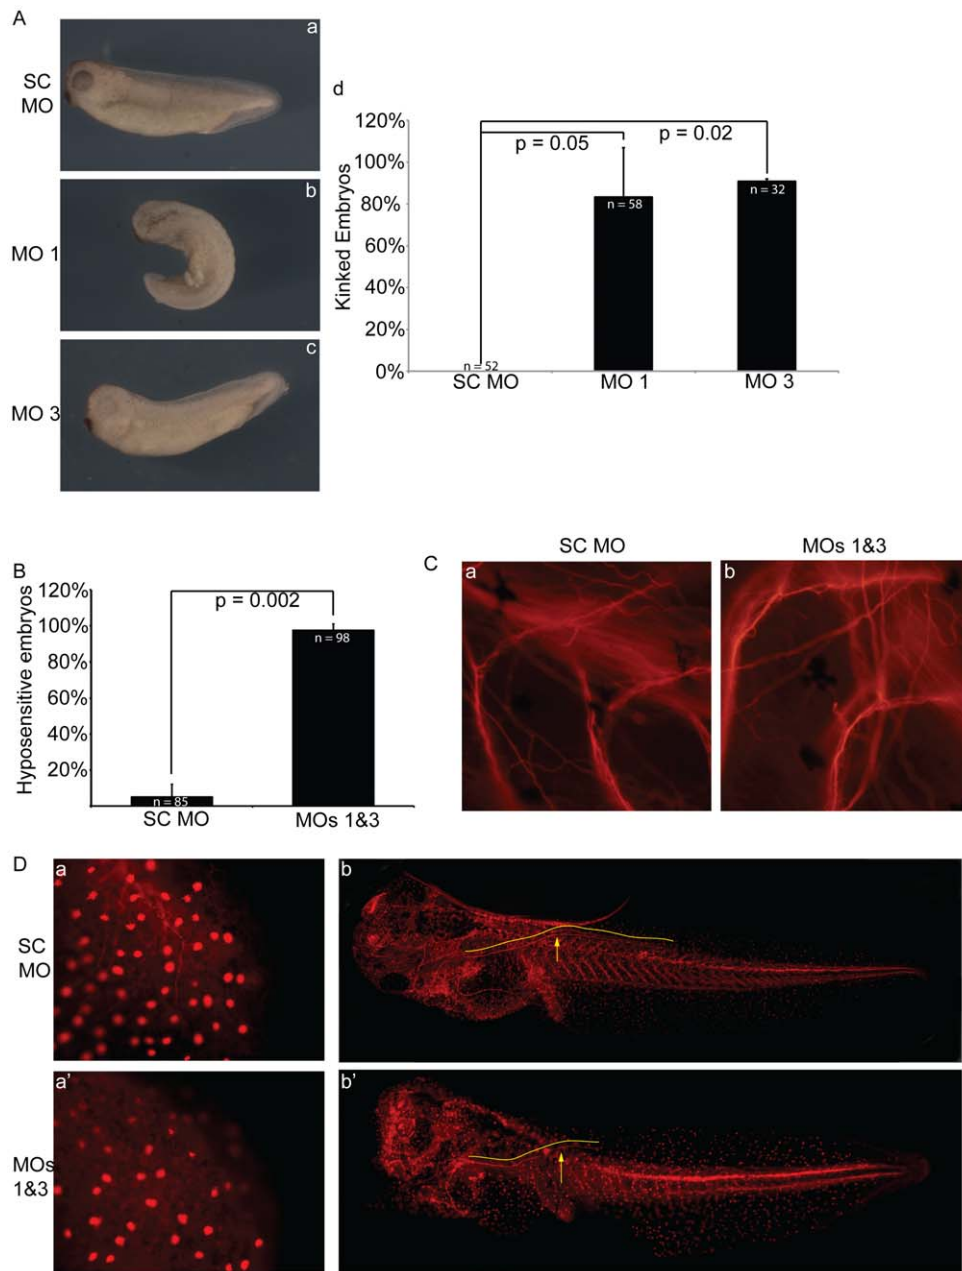 A
SC
MO
a
MO 1
b
MO 3
c
d
Kinked Embryos
120%
100%
80%
60%
40%
20%
0%
p = 0.05
p = 0.02
n = 52
n = 58
n = 32
SC MO
MO 1
MO 3
B
Hyposensitive embryos
120%
100%
80%
60%
40%
20%
p = 0.002
n = 85
n = 98
SC MO
MOs 1&3
C
SC MO
MOs 1&3
a
b
D
SC
MO
a
b
MOs
1&3
a'
b'